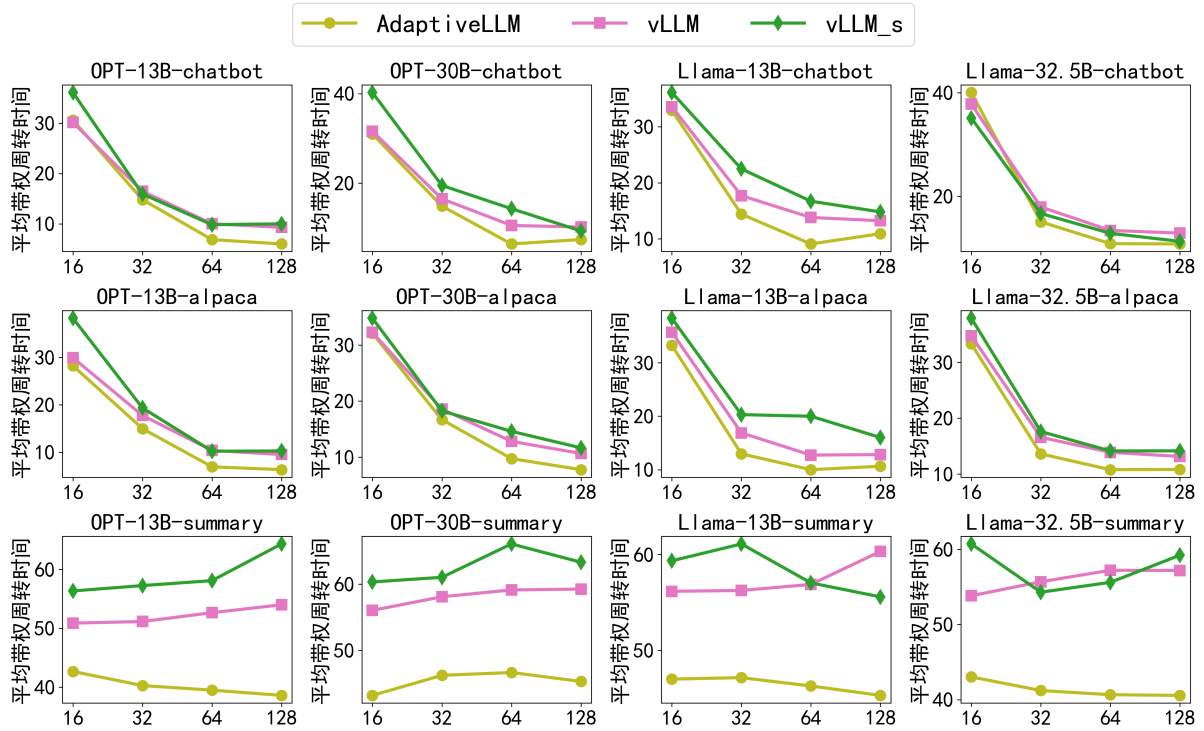 AdaptiveLLM vLLM vLLM_s
OPT-13B-chatbot OPT-30B-chatbot Llama-13B-chatbot Llama-32.5B-chatbot
平均带权周转时间 平均带权周转时间 平均带权周转时间 平均带权周转时间
30 40 30 40
20 20 20 20
10 10
16 32 64 128 16 32 64 128 16 32 64 128 16 32 64 128
OPT-13B-alpaca OPT-30B-alpaca Llama-13B-alpaca Llama-32.5B-alpaca
平均带权周转时间 平均带权周转时间 平均带权周转时间 平均带权周转时间
30 30 30 30
20 20 20 20
10 10 10 10
16 32 64 128 16 32 64 128 16 32 64 128 16 32 64 128
OPT-13B-summary OPT-30B-summary Llama-13B-summary Llama-32.5B-summary
平均带权周转时间 平均带权周转时间 平均带权周转时间 平均带权周转时间
60 60 60 60
50 50 50 50
40 40
16 32 64 128 16 32 64 128 16 32 64 128 16 32 64 128